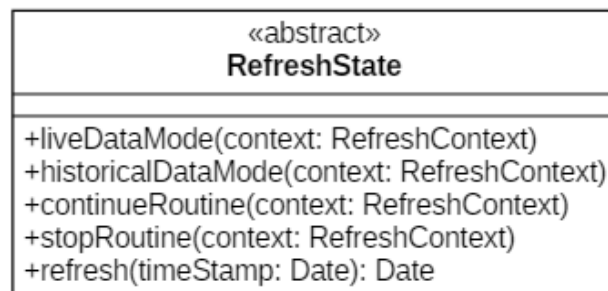 «abstract»
RefreshState
+liveDataMode(context: RefreshContext)
+historicalDataMode(context: RefreshContext)
+continueRoutine(context: RefreshContext)
+stopRoutine(context: RefreshContext)
+refresh(timeStamp: Date): Date